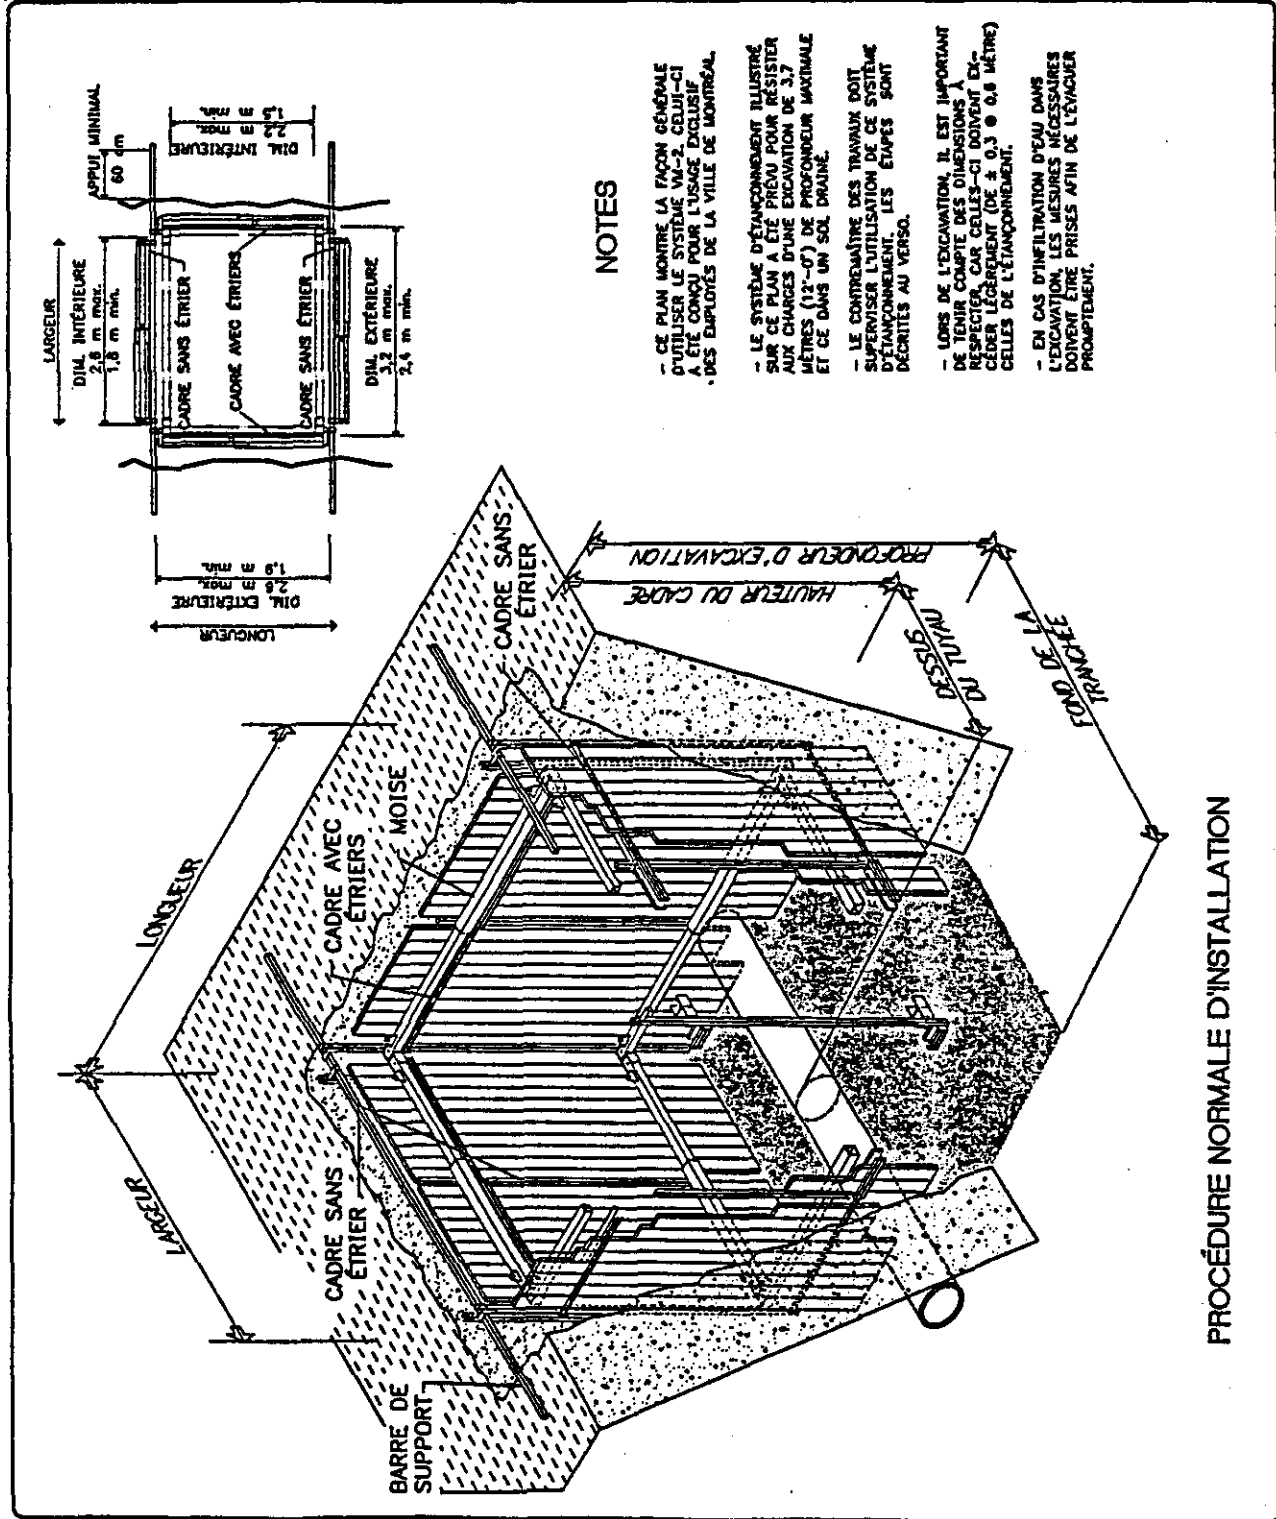 LARGEUR
DIM. INTÉRIEURE
2,6 m max.
1,8 m min.
APPUI MINIMAL
60 cm
DIM. INTÉRIEURE
2,2 m max.
1,5 m min.
CADRE SANS ÉTRIER
CADRE AVEC ÉTRIERS
CADRE SANS ÉTRIER
DIM. EXTÉRIEURE
3,2 m max.
2,4 m min.
LONGUEUR
DIM. EXTÉRIEURE
2,6 m max.
1,9 m min.
NOTES
- CE PLAN MONTRE LA FAÇON GÉNÉRALE
D'UTILISER LE SYSTÈME VM-2. CELUI-CI
A ÉTÉ CONÇU POUR L'USAGE EXCLUSIF
DES EMPLOYÉS DE LA VILLE DE MONTRÉAL.
- LE SYSTÈME D'ÉTANÇONNEMENT ILLUSTRÉ
SUR CE PLAN A ÉTÉ PRÉVU POUR RÉSISTER
AUX CHARGES D'UNE EXCAVATION DE 3,7
MÈTRES (12'-0") DE PROFONDEUR MAXIMALE
ET CE DANS UN SOL DRAINÉ.
- LE CONTREMAÎTRE DES TRAVAUX DOIT
SUPERVISER L'UTILISATION DE CE SYSTÈME
D'ÉTANÇONNEMENT. LES ÉTAPES SONT
DÉCRITES AU VERSO.
- LORS DE L'EXCAVATION, IL EST IMPORTANT
DE TENIR COMPTE DES DIMENSIONS À
RESPECTER, CAR CELLES-CI DOIVENT EX-
CÉDER LÉGÈREMENT (DE ± 0,3 @ 0,6 MÈTRE)
CELLES DE L'ÉTANÇONNEMENT.
- EN CAS D'INFILTRATION D'EAU DANS
L'EXCAVATION, LES MESURES NÉCESSAIRES
DOIVENT ÊTRE PRISES AFIN DE L'ÉVACUER
PROMPTEMENT.
LARGEUR
LONGUEUR
BARRE DE
SUPPORT
CADRE SANS
ÉTRIER
CADRE AVEC
ÉTRIERS
MOISE
CADRE SANS
ÉTRIER
HAUTEUR DU CADRE
PROFONDEUR D'EXCAVATION
DESSUS
DU TUYAU
FOND DE LA
TRANCHÉE
PROCÉDURE NORMALE D'INSTALLATION